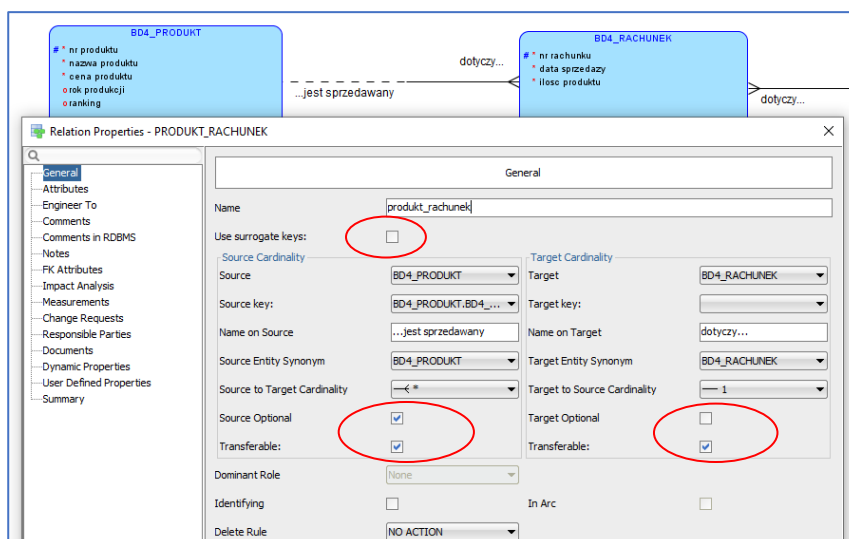 BD4_PRODUKT
# * nr produktu
* nazwa produktu
* cena produktu
o rok produkcji
o ranking
dotyczy...
...jest sprzedawany
BD4_RACHUNEK
# * nr rachunku
* data sprzedazy
* ilosc produktu
dotyczy...
Relation Properties - PRODUKT_RACHUNEK
General
Attributes
Engineer To
Comments
Comments in RDBMS
Notes
FK Attributes
Impact Analysis
Measurements
Change Requests
Responsible Parties
Documents
Dynamic Properties
User Defined Properties
Summary
General
Name produkt_rachunek
Use surrogate keys:
Source Cardinality
Source BD4_PRODUKT
Source key: BD4_PRODUKT.BD4_...
Name on Source ...jest sprzedawany
Source Entity Synonym BD4_PRODUKT
Source to Target Cardinality *
Source Optional
Transferable:
Target Cardinality
Target BD4_RACHUNEK
Target key:
Name on Target dotyczy...
Target Entity Synonym BD4_RACHUNEK
Target to Source Cardinality 1
Target Optional
Transferable:
Dominant Role None
Identifying In Arc
Delete Rule NO ACTION